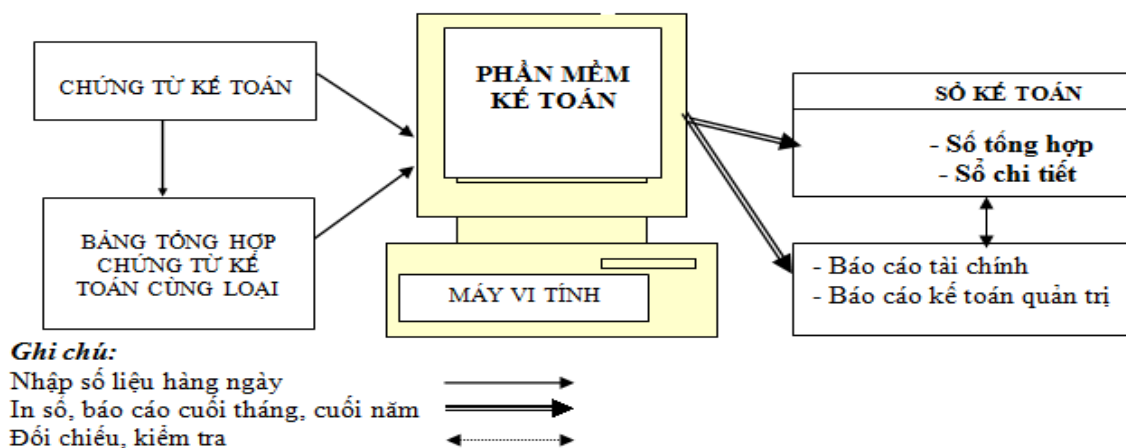 CHỨNG TỪ KẾ TOÁN
BẢNG TỔNG HỢP
CHỨNG TỪ KẾ
TOÁN CÙNG LOẠI
PHẦN MỀM
KẾ TOÁN
MÁY VI TÍNH
SỔ KẾ TOÁN
- Sổ tổng hợp
- Sổ chi tiết
- Báo cáo tài chính
- Báo cáo kế toán quản trị
Ghi chú:
Nhập số liệu hàng ngày
In sổ, báo cáo cuối tháng, cuối năm
Đối chiếu, kiểm tra